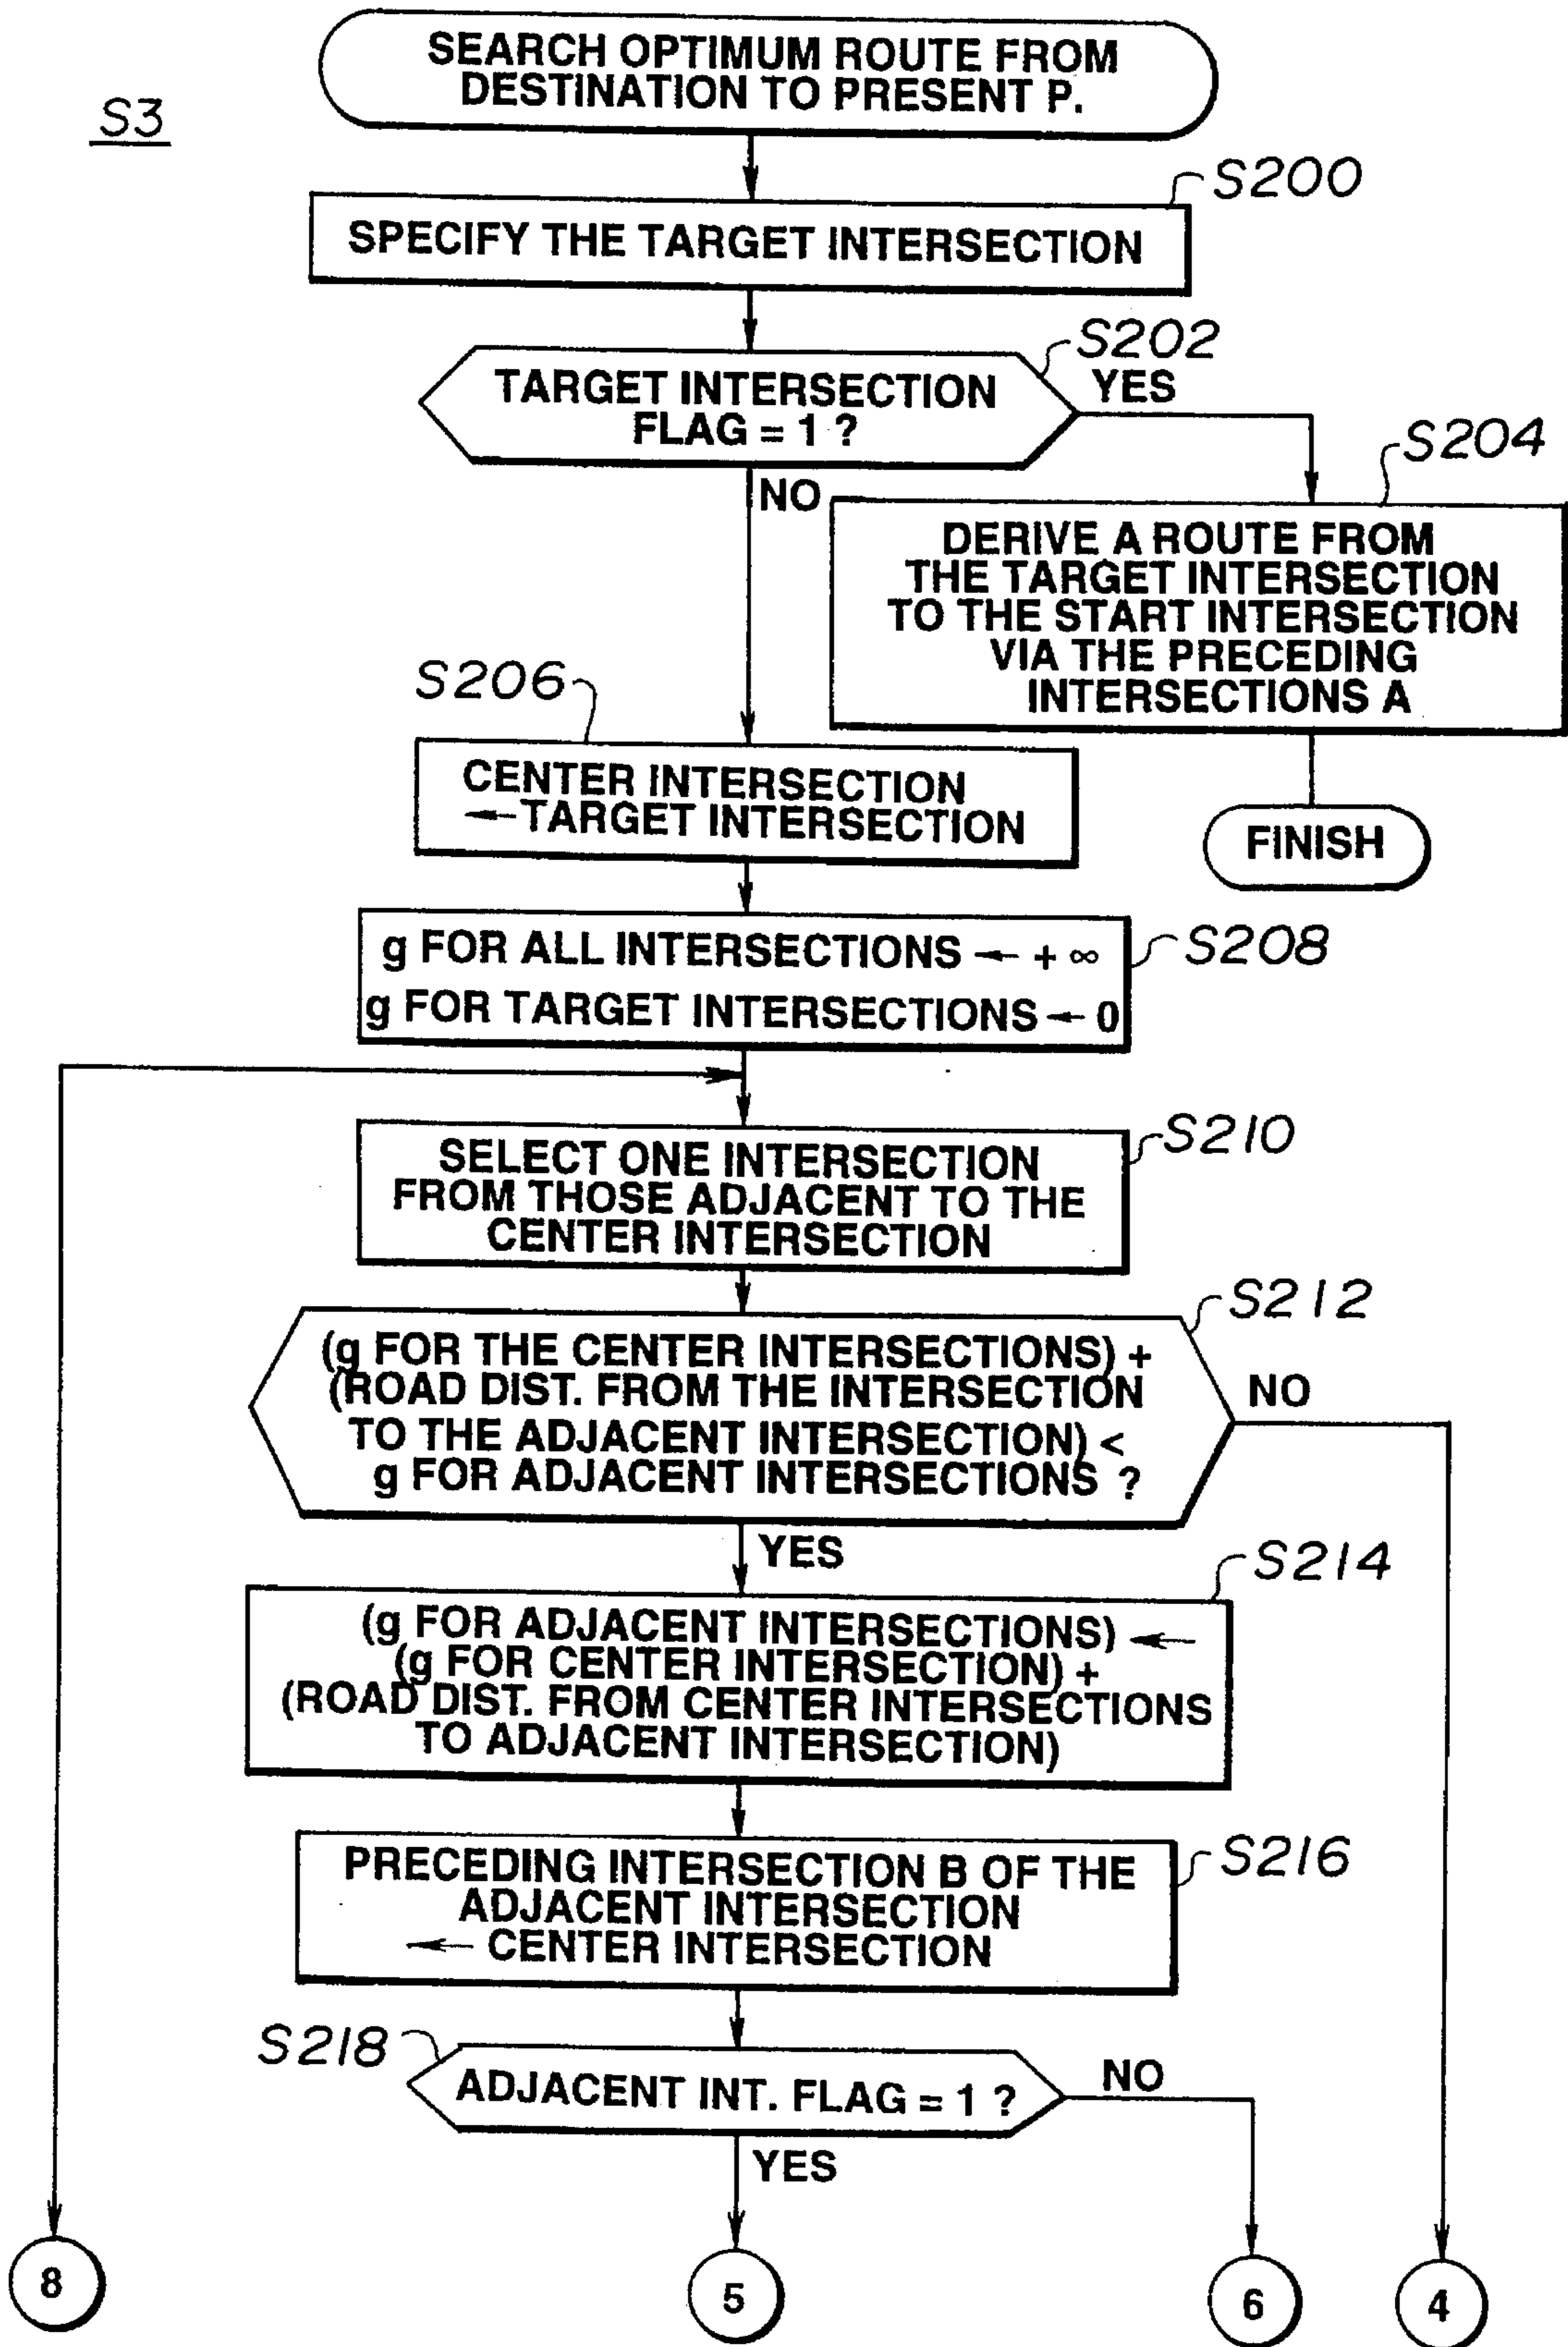 SEARCH OPTIMUM ROUTE FROM
DESTINATION TO PRESENT P.
S3
S200
SPECIFY THE TARGET INTERSECTION
S202
TARGET INTERSECTION
FLAG = 1 ?
YES
NO
S204
DERIVE A ROUTE FROM
THE TARGET INTERSECTION
TO THE START INTERSECTION
VIA THE PRECEDING
INTERSECTIONS A
FINISH
S206
CENTER INTERSECTION
←TARGET INTERSECTION
S208
g FOR ALL INTERSECTIONS ← + ∞
g FOR TARGET INTERSECTIONS ← 0
S210
SELECT ONE INTERSECTION
FROM THOSE ADJACENT TO THE
CENTER INTERSECTION
S212
(g FOR THE CENTER INTERSECTIONS) +
(ROAD DIST. FROM THE INTERSECTION
TO THE ADJACENT INTERSECTION) <
g FOR ADJACENT INTERSECTIONS ?
NO
YES
S214
(g FOR ADJACENT INTERSECTIONS) ←
(g FOR CENTER INTERSECTION) +
(ROAD DIST. FROM CENTER INTERSECTIONS
TO ADJACENT INTERSECTION)
S216
PRECEDING INTERSECTION B OF THE
ADJACENT INTERSECTION
← CENTER INTERSECTION
S218
ADJACENT INT. FLAG = 1 ?
NO
YES
8
5
6
4